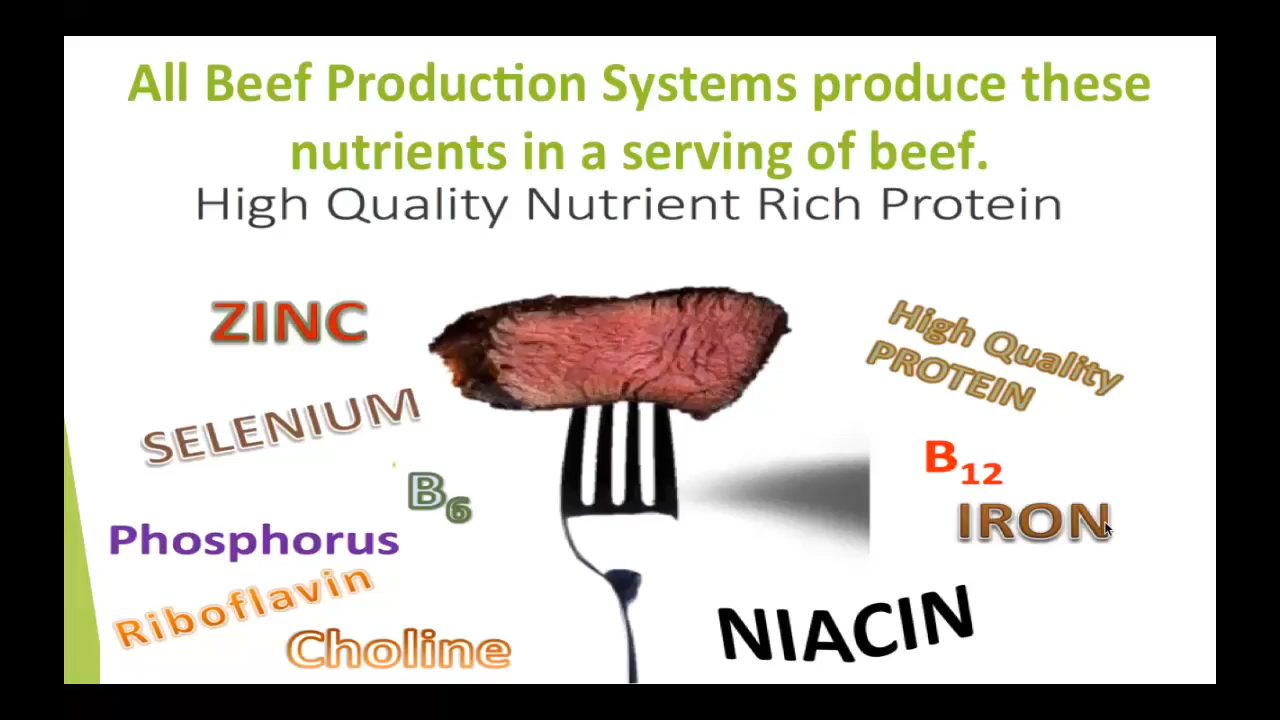 All Beef Production Systems produce these
nutrients in a serving of beef.
High Quality Nutrient Rich Protein
ZINC
High Quality
PROTEIN
SELENIUM
B12
B6
IRON
Phosphorus
Riboflavin
NIACIN
Choline